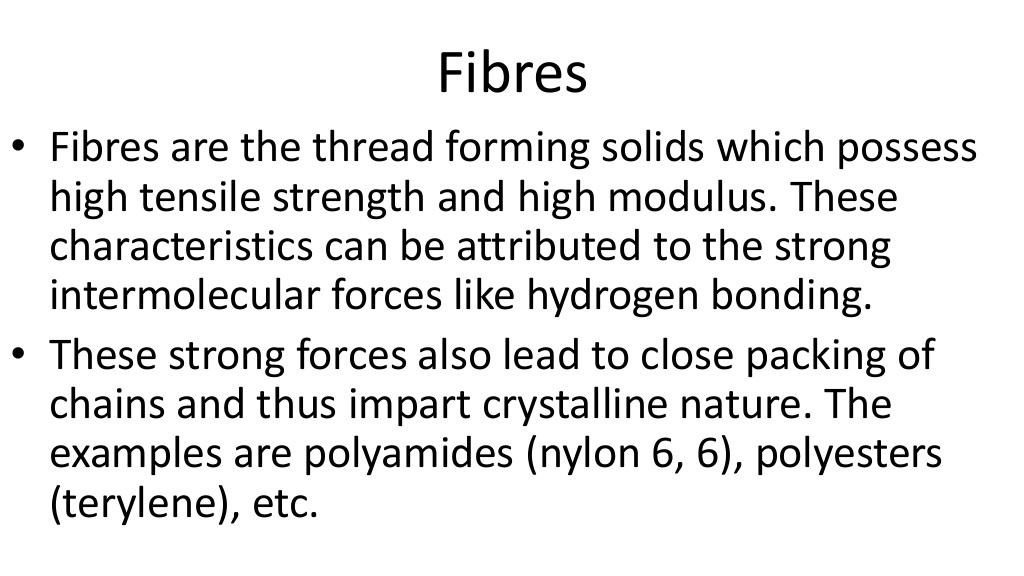 Fibres
• Fibres are the thread forming solids which possess
high tensile strength and high modulus. These
characteristics can be attributed to the strong
intermolecular forces like hydrogen bonding.
• These strong forces also lead to close packing of
chains and thus impart crystalline nature. The
examples are polyamides (nylon 6, 6), polyesters
(terylene), etc.